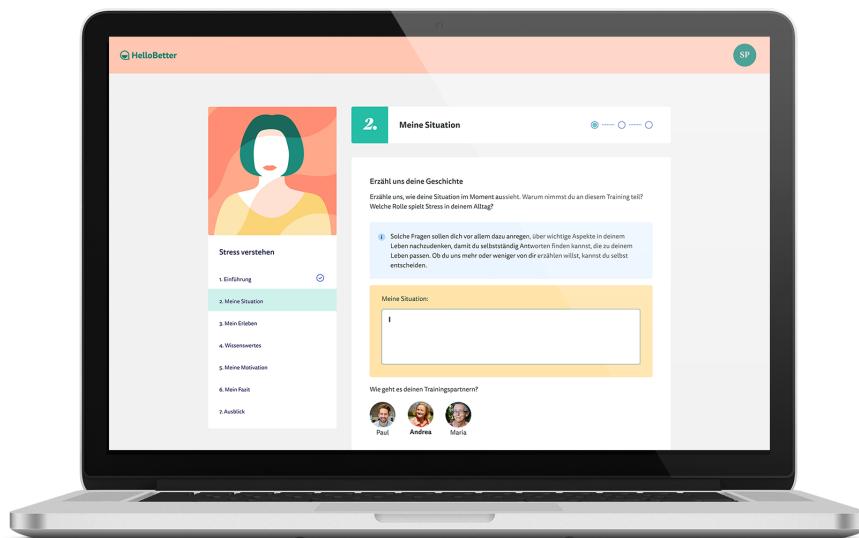 HelloBetter
SP
Stress verstehen
1. Einführung
2. Meine Situation
3. Mein Erleben
4. Wissenswertes
5. Meine Motivation
6. Mein Fazit
7. Ausblick
2. Meine Situation
Erzähl uns deine Geschichte
Erzähle uns, wie deine Situation im Moment aussieht. Warum nimmst du an diesem Training teil?
Welche Rolle spielt Stress in deinem Alltag?
Solche Fragen sollen dich vor allem dazu anregen, über wichtige Aspekte in deinem
Leben nachzudenken, damit du selbstständig Antworten finden kannst, die zu deinem
Leben passen. Ob du uns mehr oder weniger von dir erzählen willst, kannst du selbst
entscheiden.
Meine Situation:
Wie geht es deinen Trainingspartnern?
Paul
Andrea
Maria